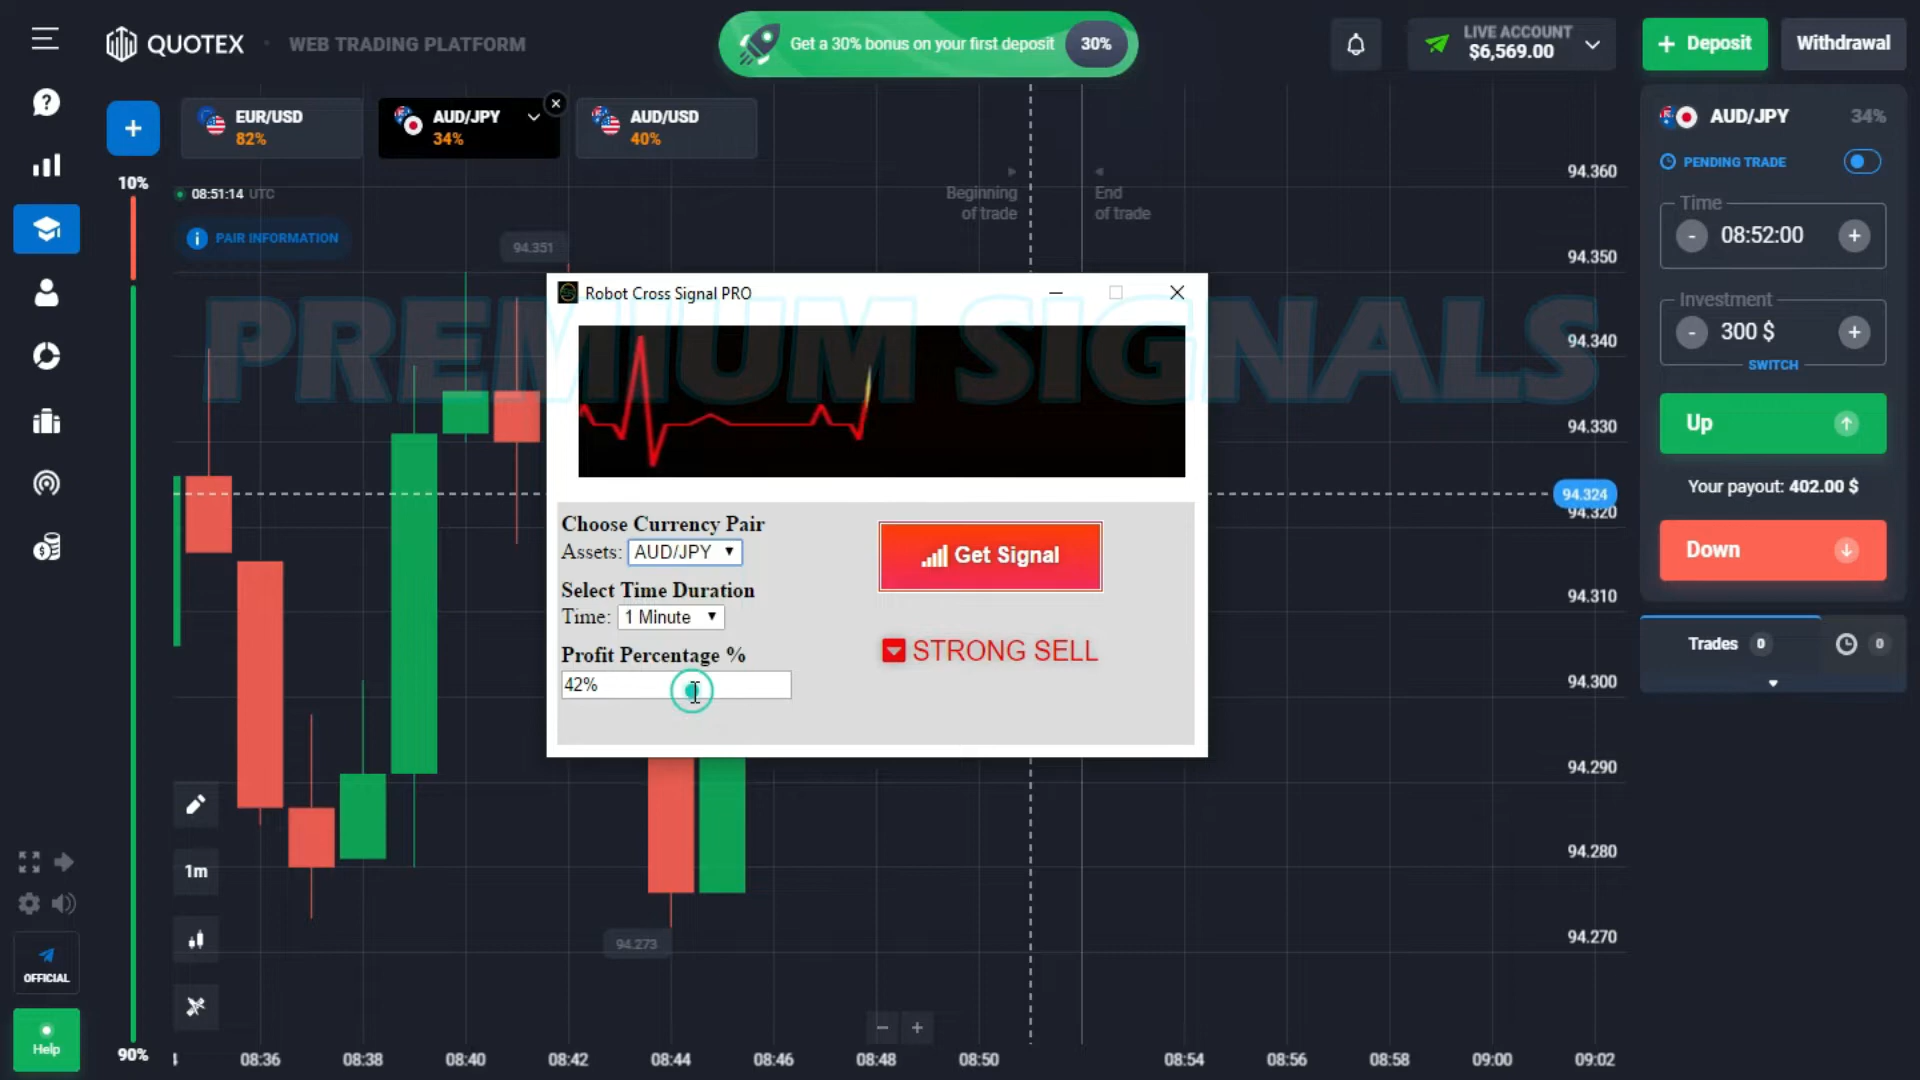 QUOTEX
WEB TRADING PLATFORM
Get a 30% bonus on your first deposit 30%
LIVE ACCOUNT
$6,569.00
+ Deposit
Withdrawal
EUR/USD
82%
AUD/JPY
34%
AUD/USD
40%
10%
08:51:14 UTC
PAIR INFORMATION
94.351
Beginning
of trade
End
of trade
94.360
94.350
94.340
94.330
94.324
94.320
94.310
94.300
94.290
94.280
94.270
PREMIUM SIGNALS
Robot Cross Signal PRO
Choose Currency Pair
Assets: AUD/JPY
Get Signal
Select Time Duration
Time: 1 Minute
STRONG SELL
Profit Percentage %
42%
94.273
AUD/JPY 34%
PENDING TRADE
Time
- 08:52:00 +
Investment
- 300 $ +
SWITCH
Up
Your payout: 402.00 $
Down
Trades 0 0
1m
OFFICIAL
Help
90%
- +
08:36 08:38 08:40 08:42 08:44 08:46 08:48 08:50 08:54 08:56 08:58 09:00 09:02